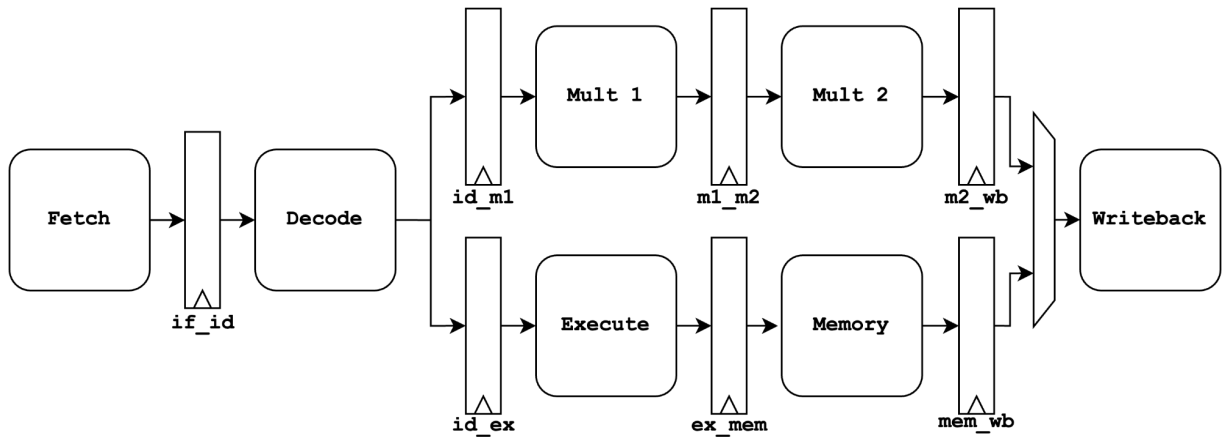 Mult 1
Mult 2
id_m1
m1_m2
m2_wb
Fetch
Decode
Writeback
if_id
Execute
Memory
id_ex
ex_mem
mem_wb